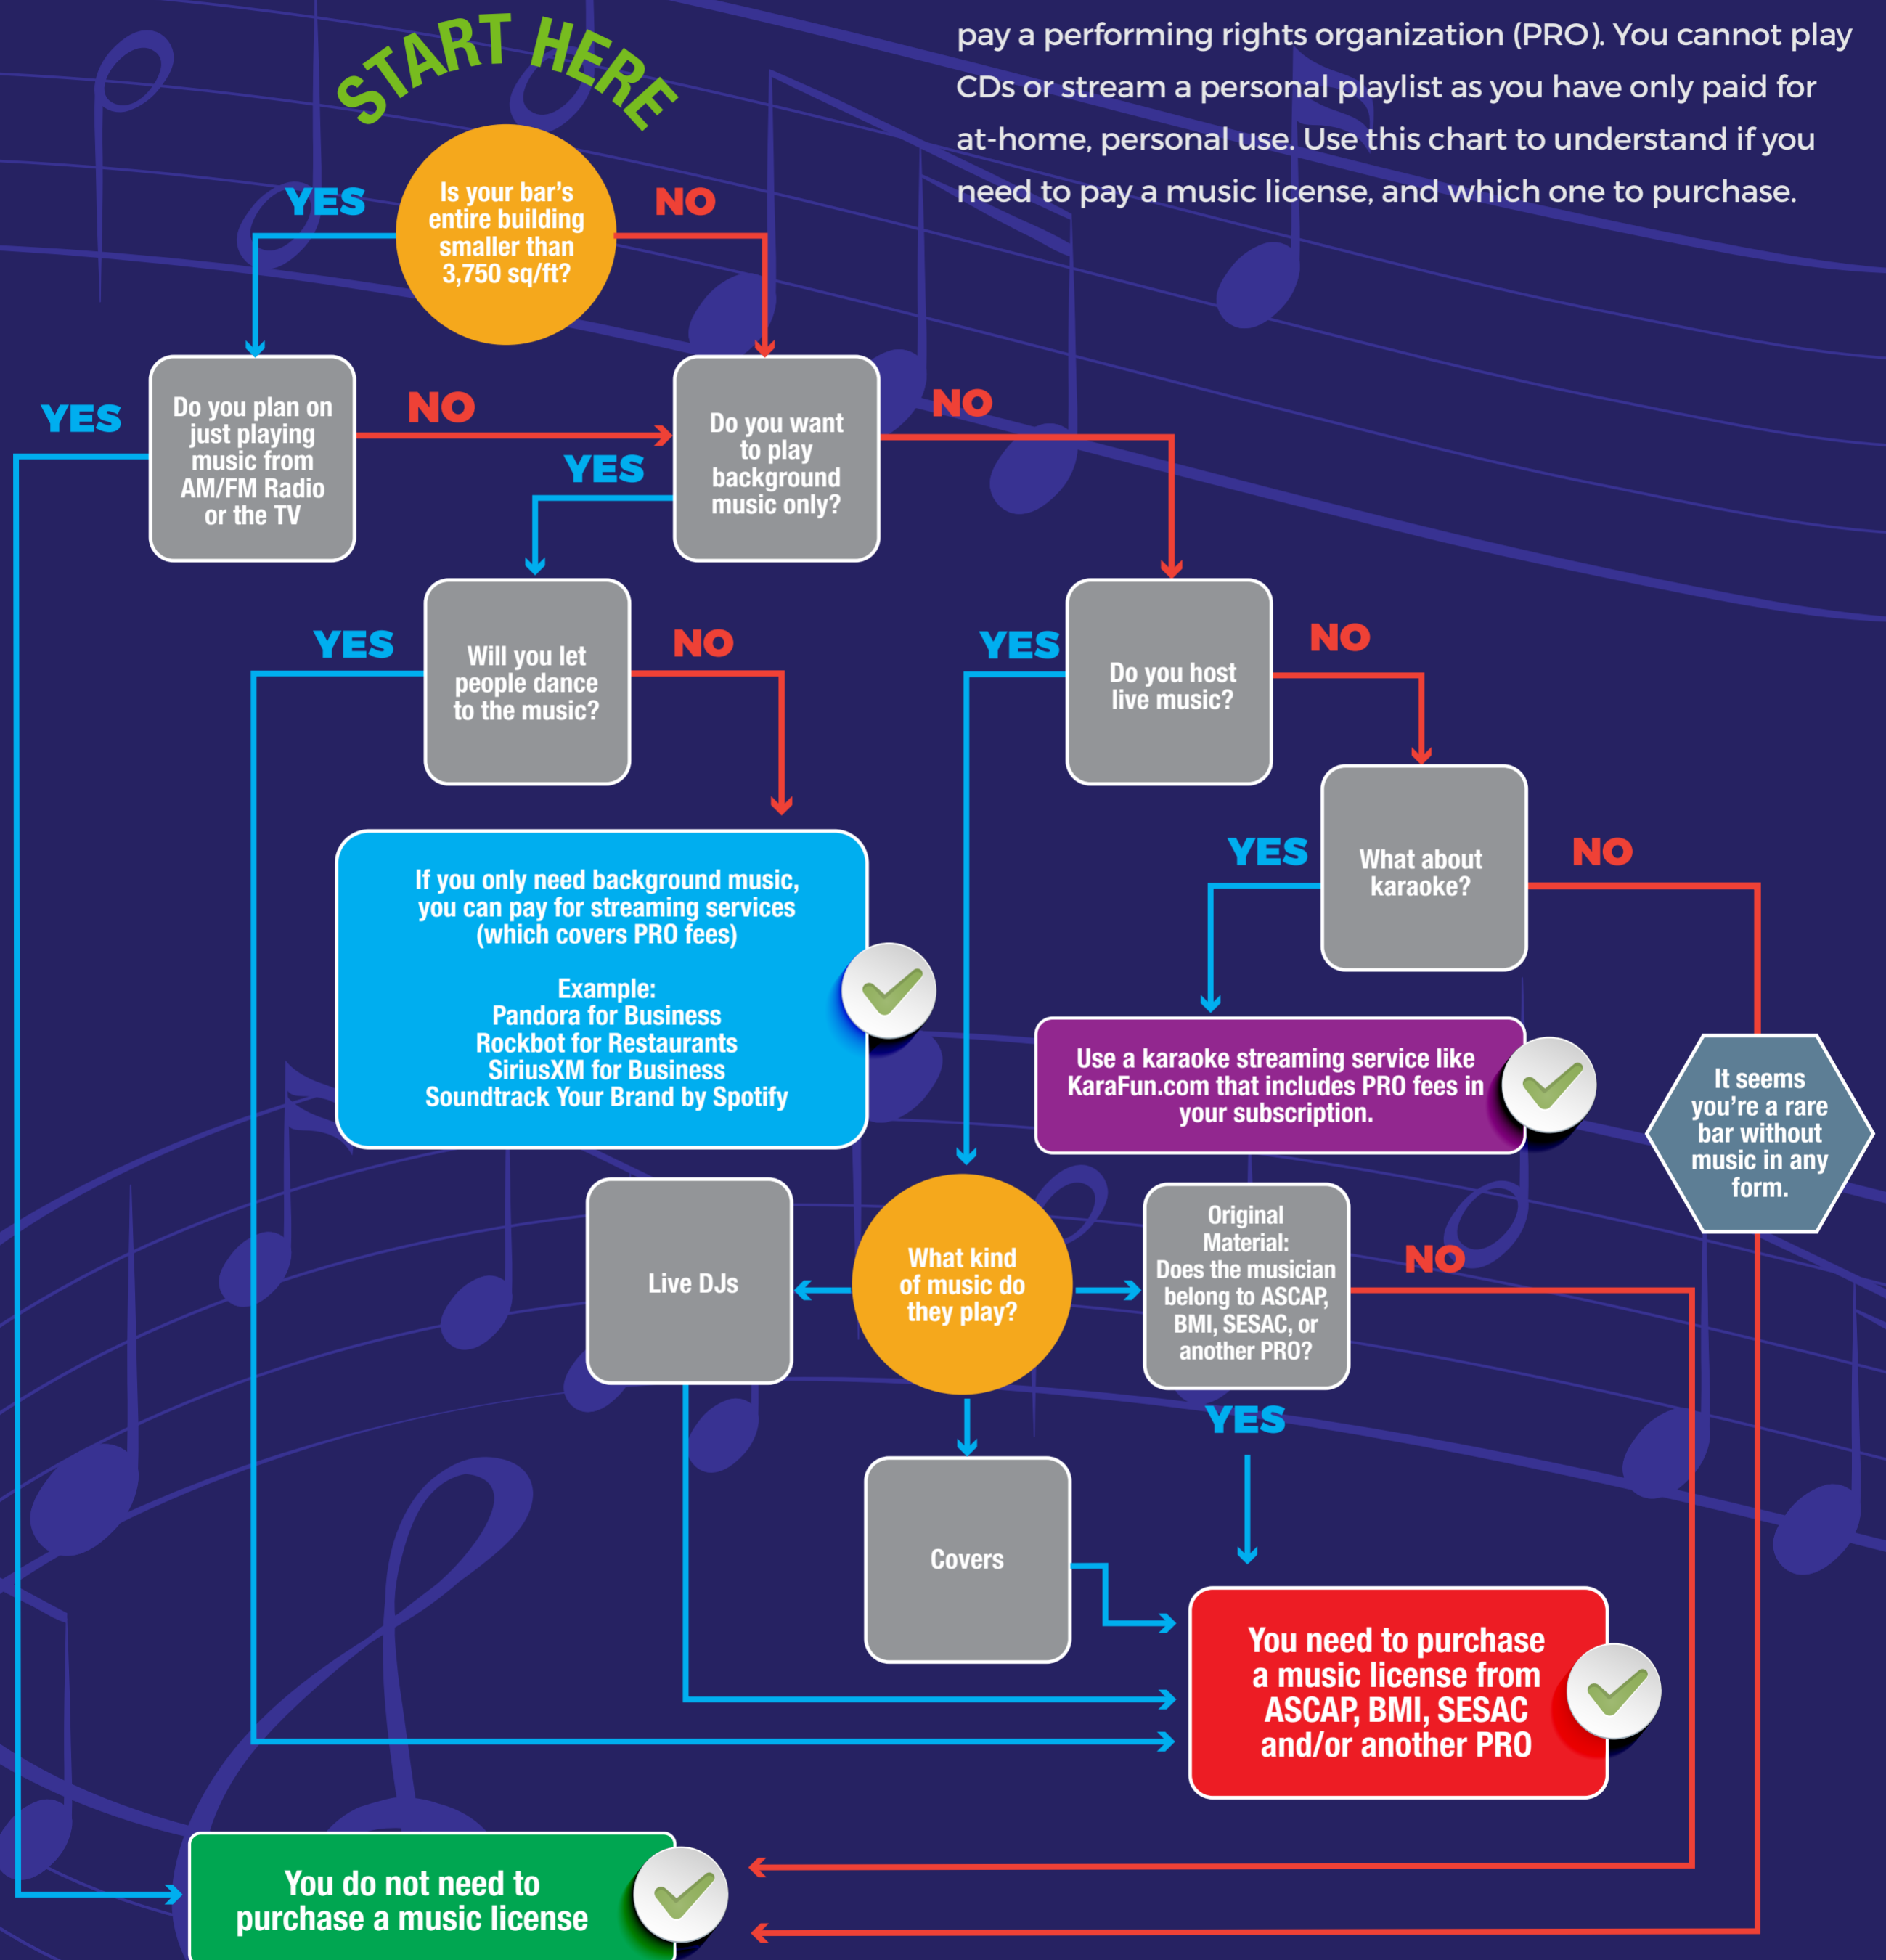 START HERE
pay a performing rights organization (PRO). You cannot play
CDs or stream a personal playlist as you have only paid for
at-home, personal use. Use this chart to understand if you
need to pay a music license, and which one to purchase.
YES
Is your bar's
entire building
smaller than
3,750 sq/ft?
NO
YES
Do you plan on
just playing
music from
AM/FM Radio
or the TV
NO
YES
Do you want
to play
background
music only?
NO
YES
Will you let
people dance
to the music?
NO
YES
Do you host
live music?
NO
If you only need background music,
you can pay for streaming services
(which covers PRO fees)
Example:
Pandora for Business
Rockbot for Restaurants
SiriusXM for Business
Soundtrack Your Brand by Spotify
YES
What about
karaoke?
NO
Use a karaoke streaming service like
KaraFun.com that includes PRO fees in
your subscription.
It seems
you're a rare
bar without
music in any
form.
Live DJs
What kind
of music do
they play?
Original
Material:
Does the musician
belong to ASCAP,
BMI, SESAC, or
another PRO?
NO
YES
Covers
You need to purchase
a music license from
ASCAP, BMI, SESAC
and/or another PRO
You do not need to
purchase a music license